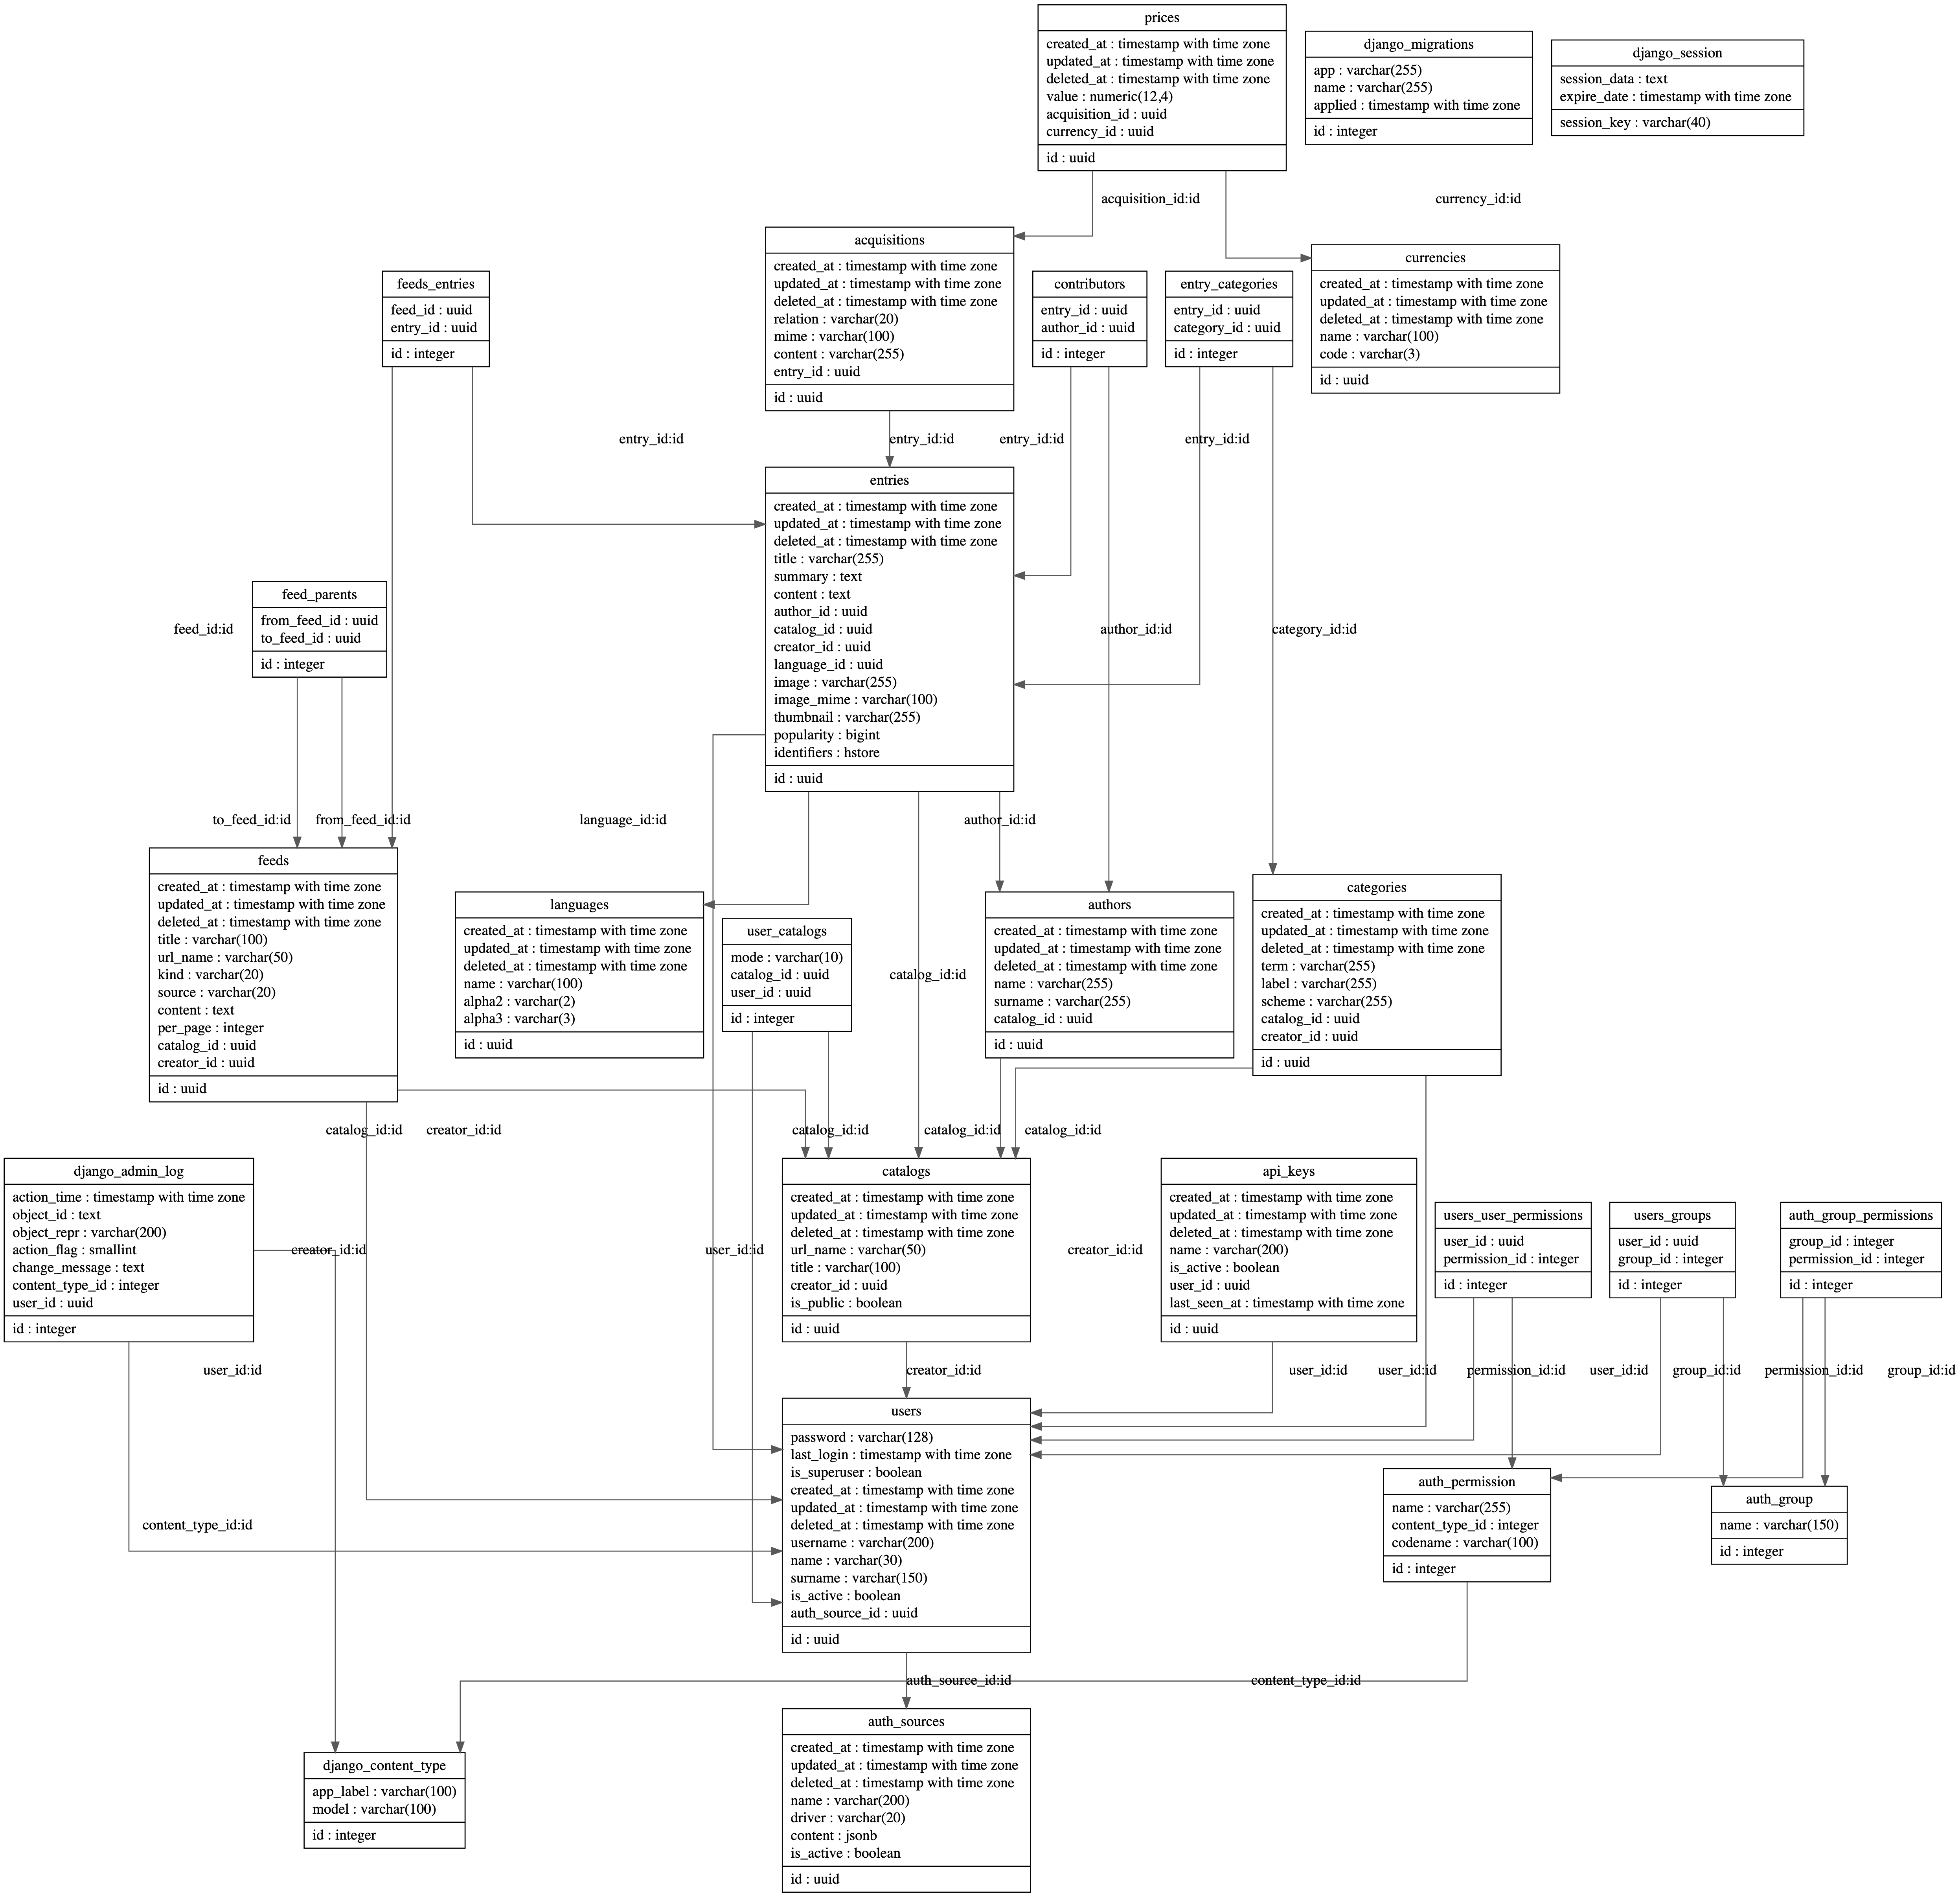 prices
created_at : timestamp with time zone
updated_at : timestamp with time zone
deleted_at : timestamp with time zone
value : numeric(12,4)
acquisition_id : uuid
currency_id : uuid
id : uuid
django_migrations
app : varchar(255)
name : varchar(255)
applied : timestamp with time zone
id : integer
django_session
session_data : text
expire_date : timestamp with time zone
session_key : varchar(40)
acquisition_id:id
currency_id:id
feeds_entries
feed_id : uuid
entry_id : uuid
id : integer
acquisitions
created_at : timestamp with time zone
updated_at : timestamp with time zone
deleted_at : timestamp with time zone
relation : varchar(20)
mime : varchar(100)
content : varchar(255)
entry_id : uuid
id : uuid
contributors
entry_id : uuid
author_id : uuid
id : integer
entry_categories
entry_id : uuid
category_id : uuid
id : integer
currencies
created_at : timestamp with time zone
updated_at : timestamp with time zone
deleted_at : timestamp with time zone
name : varchar(100)
code : varchar(3)
id : uuid
entry_id:id
entry_id:id
entry_id:id
entry_id:id
entries
created_at : timestamp with time zone
updated_at : timestamp with time zone
deleted_at : timestamp with time zone
title : varchar(255)
summary : text
content : text
author_id : uuid
catalog_id : uuid
creator_id : uuid
language_id : uuid
image : varchar(255)
image_mime : varchar(100)
thumbnail : varchar(255)
popularity : bigint
identifiers : hstore
id : uuid
feed_id:id
feed_parents
from_feed_id : uuid
to_feed_id : uuid
id : integer
author_id:id
category_id:id
to_feed_id:id
from_feed_id:id
language_id:id
author_id:id
feeds
created_at : timestamp with time zone
updated_at : timestamp with time zone
deleted_at : timestamp with time zone
title : varchar(100)
url_name : varchar(50)
kind : varchar(20)
source : varchar(20)
content : text
per_page : integer
catalog_id : uuid
creator_id : uuid
id : uuid
languages
created_at : timestamp with time zone
updated_at : timestamp with time zone
deleted_at : timestamp with time zone
name : varchar(100)
alpha2 : varchar(2)
alpha3 : varchar(3)
id : uuid
user_catalogs
mode : varchar(10)
catalog_id : uuid
user_id : uuid
id : integer
catalog_id:id
authors
created_at : timestamp with time zone
updated_at : timestamp with time zone
deleted_at : timestamp with time zone
name : varchar(255)
surname : varchar(255)
catalog_id : uuid
id : uuid
categories
created_at : timestamp with time zone
updated_at : timestamp with time zone
deleted_at : timestamp with time zone
term : varchar(255)
label : varchar(255)
scheme : varchar(255)
catalog_id : uuid
creator_id : uuid
id : uuid
catalog_id:id
creator_id:id
catalog_id:id
catalog_id:id
catalog_id:id
django_admin_log
action_time : timestamp with time zone
object_id : text
object_repr : varchar(200)
action_flag : smallint
change_message : text
content_type_id : integer
user_id : uuid
id : integer
creator_id:id
user_id:id
catalogs
created_at : timestamp with time zone
updated_at : timestamp with time zone
deleted_at : timestamp with time zone
url_name : varchar(50)
title : varchar(100)
creator_id : uuid
is_public : boolean
id : uuid
creator_id:id
api_keys
created_at : timestamp with time zone
updated_at : timestamp with time zone
deleted_at : timestamp with time zone
name : varchar(200)
is_active : boolean
user_id : uuid
last_seen_at : timestamp with time zone
id : uuid
users_user_permissions
user_id : uuid
permission_id : integer
id : integer
users_groups
user_id : uuid
group_id : integer
id : integer
auth_group_permissions
group_id : integer
permission_id : integer
id : integer
user_id:id
creator_id:id
user_id:id
user_id:id
permission_id:id
user_id:id
group_id:id
permission_id:id
group_id:id
content_type_id:id
users
password : varchar(128)
last_login : timestamp with time zone
is_superuser : boolean
created_at : timestamp with time zone
updated_at : timestamp with time zone
deleted_at : timestamp with time zone
username : varchar(200)
name : varchar(30)
surname : varchar(150)
is_active : boolean
auth_source_id : uuid
id : uuid
auth_permission
name : varchar(255)
content_type_id : integer
codename : varchar(100)
id : integer
auth_group
name : varchar(150)
id : integer
auth_source_id:id
content_type_id:id
django_content_type
app_label : varchar(100)
model : varchar(100)
id : integer
auth_sources
created_at : timestamp with time zone
updated_at : timestamp with time zone
deleted_at : timestamp with time zone
name : varchar(200)
driver : varchar(20)
content : jsonb
is_active : boolean
id : uuid